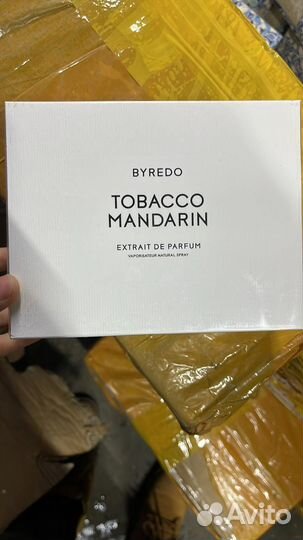 BYREDO
TOBACCO
MANDARIN
EXTRAIT DE PARFUM
VAPORISATEUR NATURAL SPRAY
Avito